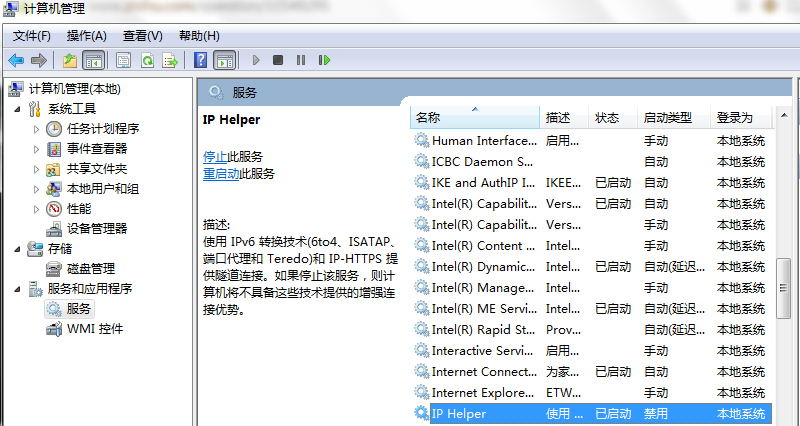 计算机管理
文件(F) 操作(A) 查看(V) 帮助(H)
计算机管理(本地)
系统工具
任务计划程序
事件查看器
共享文件夹
本地用户和组
性能
设备管理器
存储
磁盘管理
服务和应用程序
服务
WMI 控件
服务
IP Helper
停止此服务
重启动此服务
描述:
使用 IPv6 转换技术(6to4、ISATAP、
端口代理和 Teredo)和 IP-HTTPS 提
供隧道连接。如果停止该服务，则计
算机将不具备这些技术提供的增强连
接优势。
名称 描述 状态 启动类型 登录为
Human Interface... 启用... 手动 本地系统
ICBC Daemon S... 自动 本地系统
IKE and AuthIP I... IKEE... 已启动 自动 本地系统
Intel(R) Capabilit... Vers... 已启动 自动 本地系统
Intel(R) Capabilit... Vers... 手动 本地系统
Intel(R) Content ... Intel... 手动 本地系统
Intel(R) Dynamic... Intel... 已启动 自动(延迟... 本地系统
Intel(R) Manage... Intel... 自动(延迟... 本地系统
Intel(R) ME Servi... Intel... 已启动 自动(延迟... 本地系统
Intel(R) Rapid St... Prov... 自动(延迟... 本地系统
Interactive Servi... 启用... 手动 本地系统
Internet Connect... 为家... 已启动 自动 本地系统
Internet Explore... ETW... 手动 本地系统
IP Helper 使用 ... 已启动 禁用 本地系统